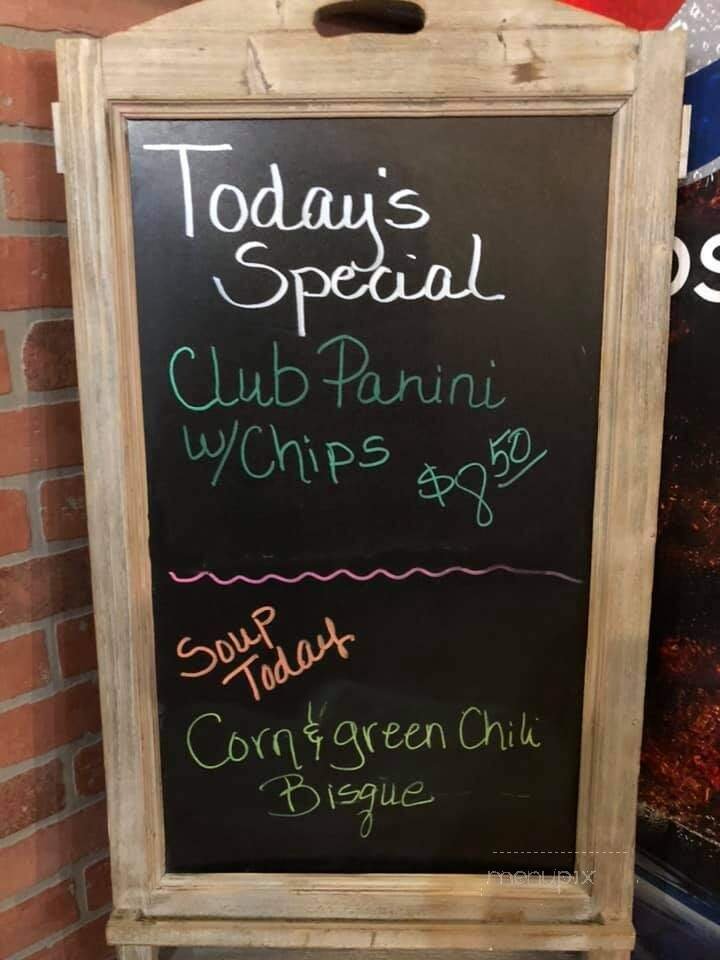 Today's
Special
Club Panini
w/Chips $8.50
Soup
Today
Corn & green Chili
Bisque
menupix